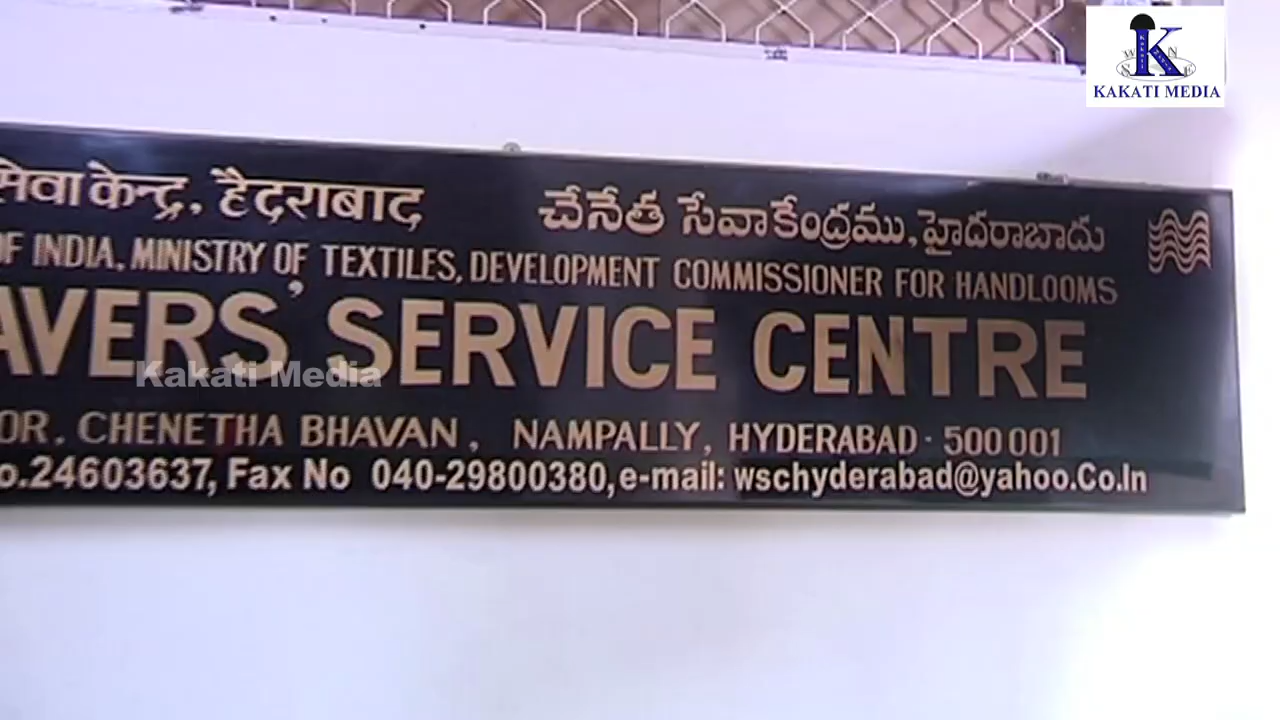 KAKATI MEDIA
सेवा केन्द्र, हैदराबाद చేనేత సేవా కేంద్రము, హైదరాబాదు
OF INDIA, MINISTRY OF TEXTILES, DEVELOPMENT COMMISSIONER FOR HANDLOOMS
AVERS' SERVICE CENTRE
Kakati Media
OR, CHENETHA BHAVAN, NAMPALLY, HYDERABAD - 500 001
o.24603637, Fax No 040-29800380, e-mail: wschyderabad@yahoo.Co.In